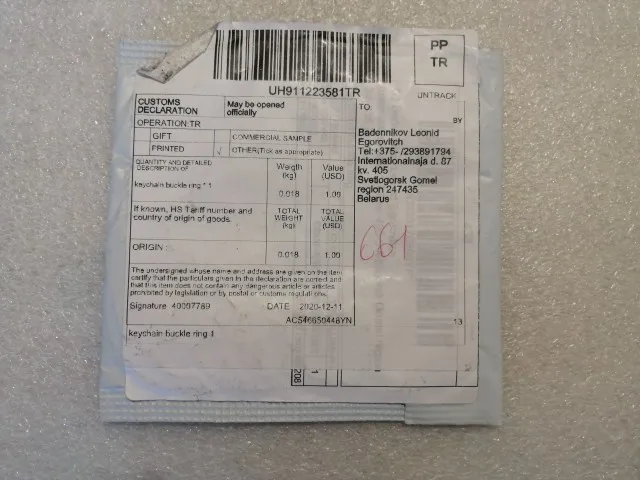 PP
TR
UH911223581TR
UNTRACK
CUSTOMS
DECLARATION
May be opened
officially
TO:
BY
OPERATION:TR
GIFT
COMMERCIAL SAMPLE
PRINTED
√ OTHER(Tick as appropriate)
Badennikov Leonid
Egorovitch
Tel:+375- /293891794
Internationalnaja d. 87
kv. 405
Svetlogorsk Gomel
region 247435
Belarus
QUANTITY AND DETAILED
DESCRIPTION OF
Weigth
(kg)
Value
(USD)
keychain buckle ring * 1
0.018
1.00
If known, HS Tariff number and
country of origin of goods.
TOTAL
WEIGHT
(kg)
TOTAL
VALUE
(USD)
661
ORIGIN:
0.018
1.00
The undersigned whose name and address are given on the item
certify that the particulars given in the declaration are correct and
that this item does not contain any dangerous article or articles
prohibited by legislation or by postal or customs regulations.
Signature 40007789
DATE 2020-12-11
AC546650448YN
13
keychain buckle ring 1
208
1